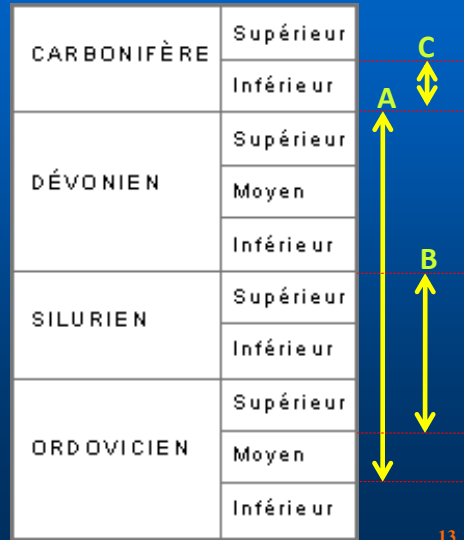 CARBONIFÈRE
Supérieur
Inférieur
DÉVONIEN
Supérieur
Moyen
Inférieur
SILURIEN
Supérieur
Inférieur
ORDOVICIEN
Supérieur
Moyen
Inférieur
C
A
B
13